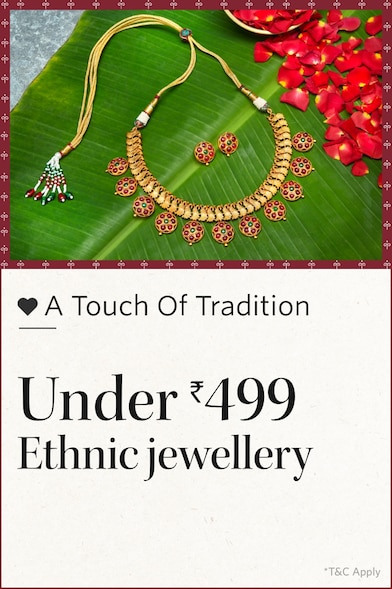 A Touch Of Tradition
Under ₹499
Ethnic jewellery
*T&C Apply